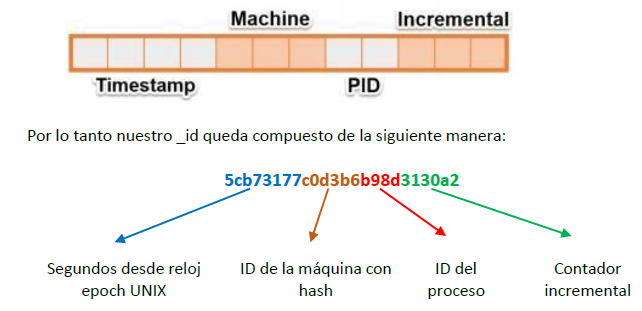 Machine Incremental
Timestamp PID
Por lo tanto nuestro _id queda compuesto de la siguiente manera:
5cb73177c0d3b6b98d3130a2
Segundos desde reloj epoch UNIX
ID de la máquina con hash
ID del proceso
Contador incremental